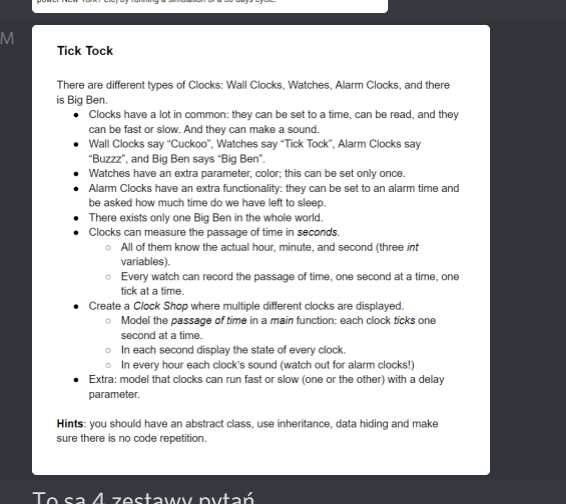 M
Tick Tock
There are different types of Clocks: Wall Clocks, Watches, Alarm Clocks, and there
is Big Ben.
● Clocks have a lot in common: they can be set to a time, can be read, and they
can be fast or slow. And they can make a sound.
● Wall Clocks say “Cuckoo”, Watches say “Tick Tock”, Alarm Clocks say
“Buzzz”, and Big Ben says “Big Ben”.
● Watches have an extra parameter, color; this can be set only once.
● Alarm Clocks have an extra functionality: they can be set to an alarm time and
be asked how much time do we have left to sleep.
● There exists only one Big Ben in the whole world.
● Clocks can measure the passage of time in seconds.
○ All of them know the actual hour, minute, and second (three int
variables).
○ Every watch can record the passage of time, one second at a time, one
tick at a time.
● Create a Clock Shop where multiple different clocks are displayed.
○ Model the passage of time in a main function: each clock ticks one
second at a time.
○ In each second display the state of every clock.
○ In every hour each clock's sound (watch out for alarm clocks!)
● Extra: model that clocks can run fast or slow (one or the other) with a delay
parameter.
Hints: you should have an abstract class, use inheritance, data hiding and make
sure there is no code repetition.
To są 4 zestawy pytań